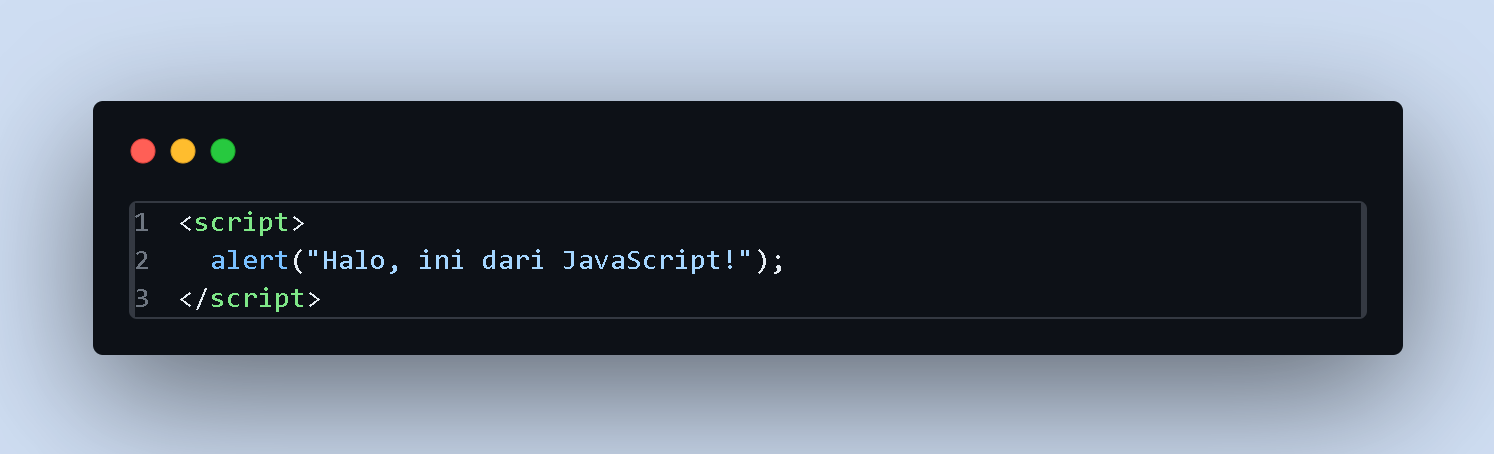 1 <script>
2   alert("Halo, ini dari JavaScript!");
3 </script>